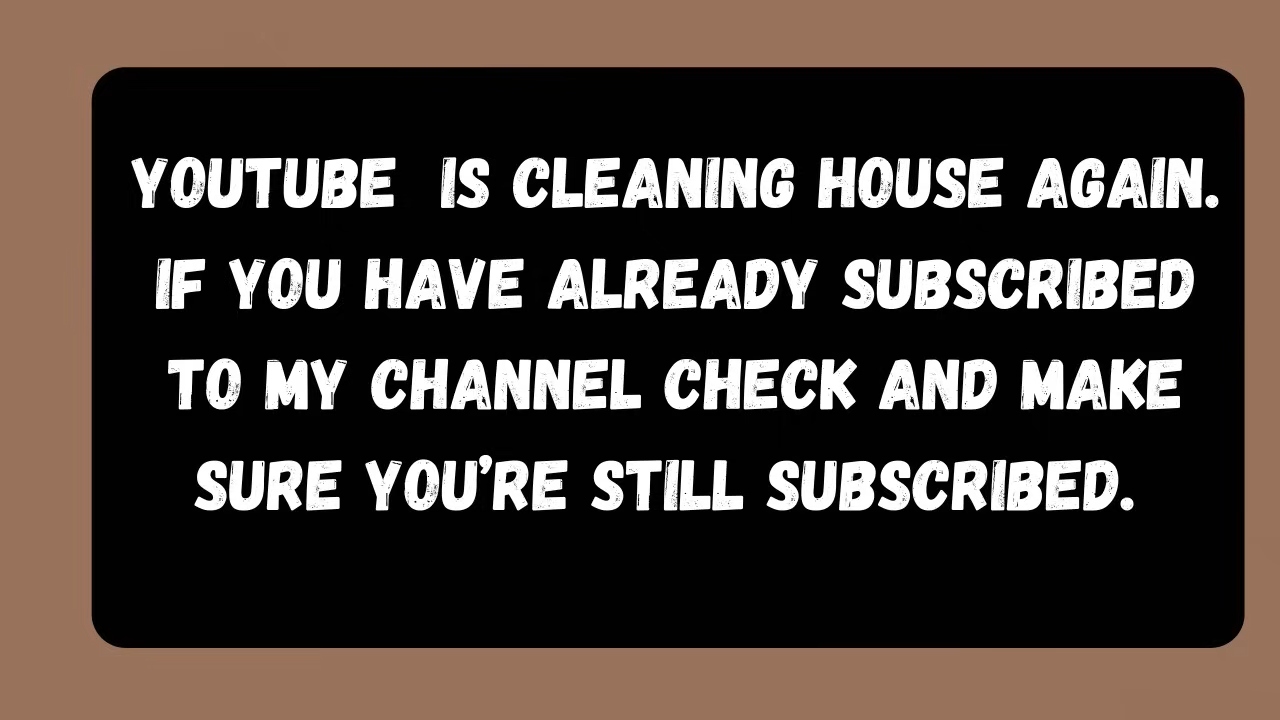 YOUTUBE IS CLEANING HOUSE AGAIN.
IF YOU HAVE ALREADY SUBSCRIBED
TO MY CHANNEL CHECK AND MAKE
SURE YOU'RE STILL SUBSCRIBED.